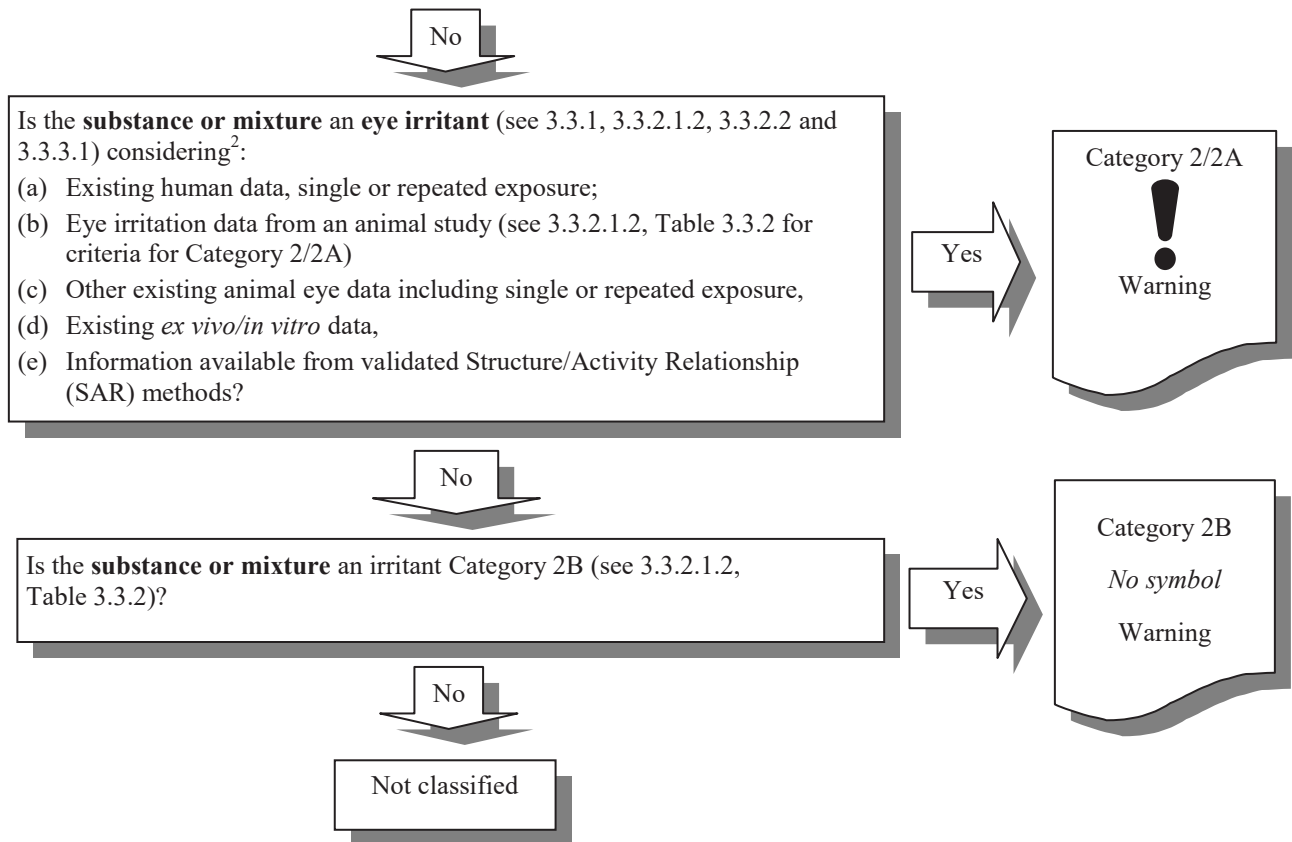 No
Is the substance or mixture an eye irritant (see 3.3.1, 3.3.2.1.2, 3.3.2.2 and
3.3.3.1) considering2:
(a) Existing human data, single or repeated exposure;
(b) Eye irritation data from an animal study (see 3.3.2.1.2, Table 3.3.2 for
criteria for Category 2/2A)
(c) Other existing animal eye data including single or repeated exposure,
(d) Existing ex vivo/in vitro data,
(e) Information available from validated Structure/Activity Relationship
(SAR) methods?
Yes
Category 2/2A
!
Warning
No
Is the substance or mixture an irritant Category 2B (see 3.3.2.1.2,
Table 3.3.2)?
Yes
Category 2B
No symbol
Warning
No
Not classified